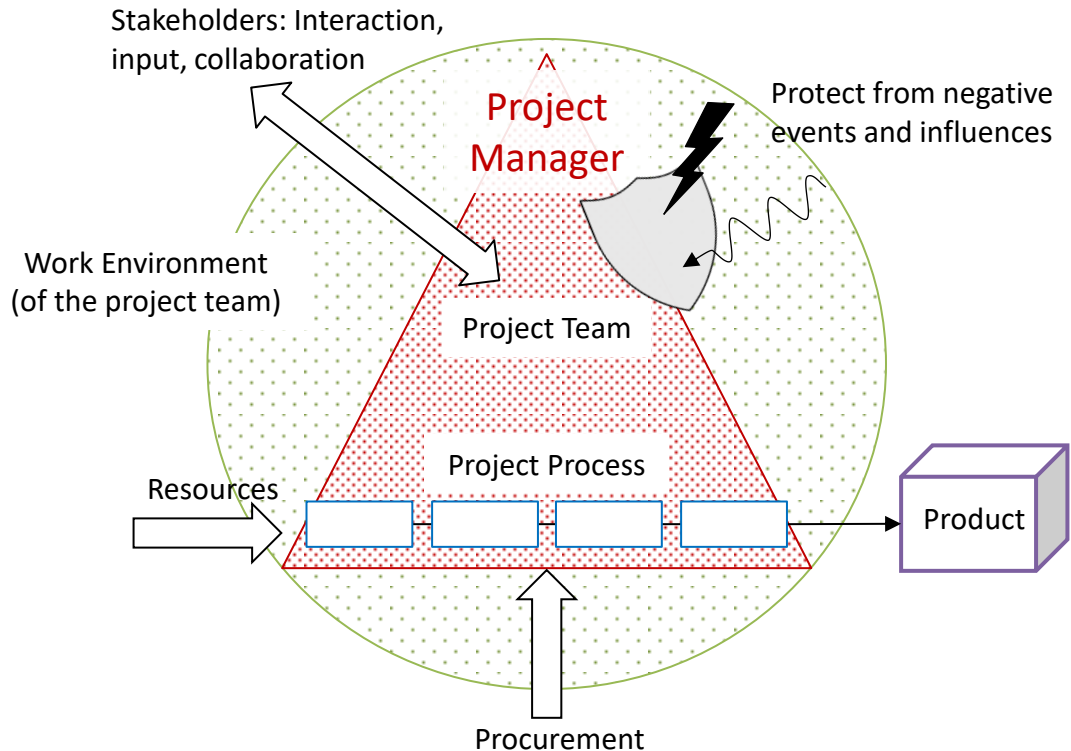 Stakeholders: Interaction,
input, collaboration
Project
Manager
Protect from negative
events and influences
Work Environment
(of the project team)
Project Team
Project Process
Resources
Product
Procurement